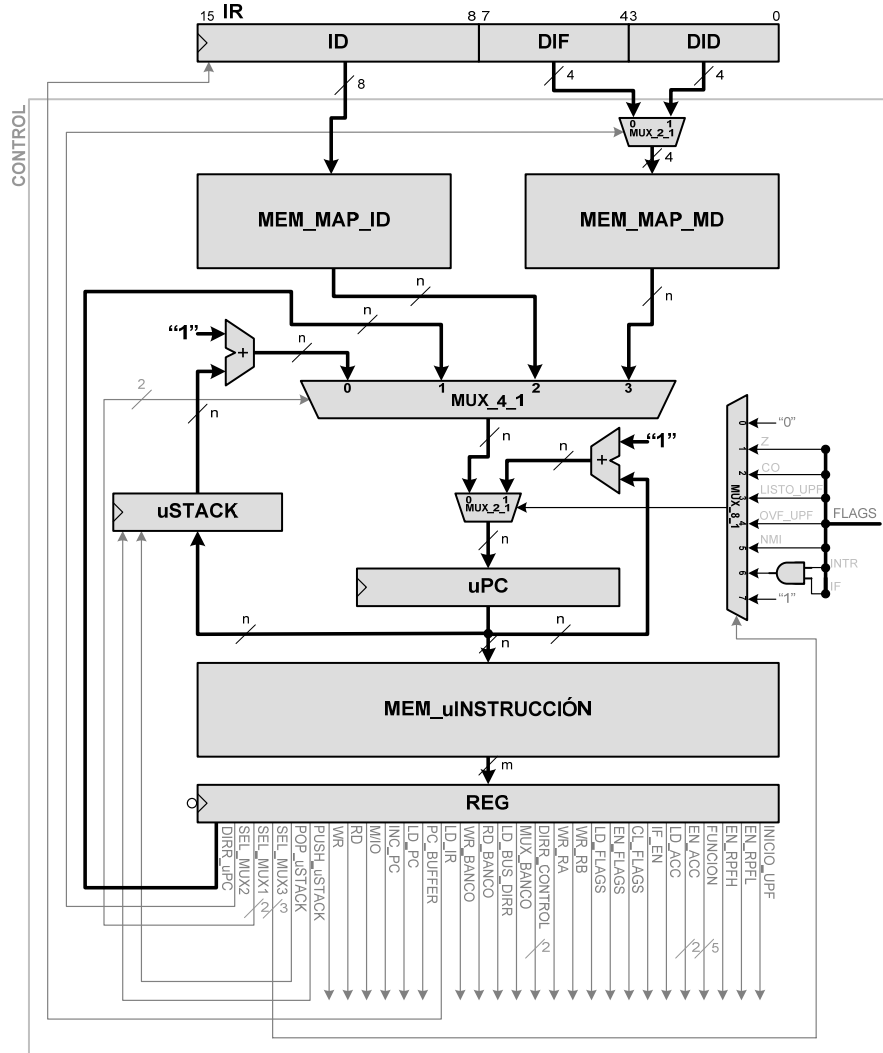 15 IR 8 7 43 0
ID DIF DID
8 4 4
CONTROL
0 1
MUX_2_1
4
MEM_MAP_ID MEM_MAP_MD
n n
n
“1” + n
0 1 2 3
2
MUX_4_1
n
n n + “1”
0 1
MUX_2_1
uSTACK
n
uPC
n n n
MEM_uINSTRUCCIÓN
m
REG
MUX_8_1
0 “0”
1 Z
2 CO
3 LISTO_UPF
4 OVF_UPF
5 NMI
6 INTR
IF
7 “1”
FLAGS
DIRR_uPC
SEL_MUX2
SEL_MUX1
SEL_MUX3
POP_uSTACK
PUSH_uSTACK
WR
RD
M/IO
INC_PC
LD_PC
PC_BUFFER
LD_IR
WR_BANCO
RD_BANCO
LD_BUS_DIRR
MUX_BANCO
DIRR_CONTROL
WR_RA
WR_RB
LD_FLAGS
EN_FLAGS
CL_FLAGS
IF_EN
LD_ACC
EN_ACC
FUNCION
EN_RPFH
EN_RPFL
INICIO_UPF
2 3 2 2 5